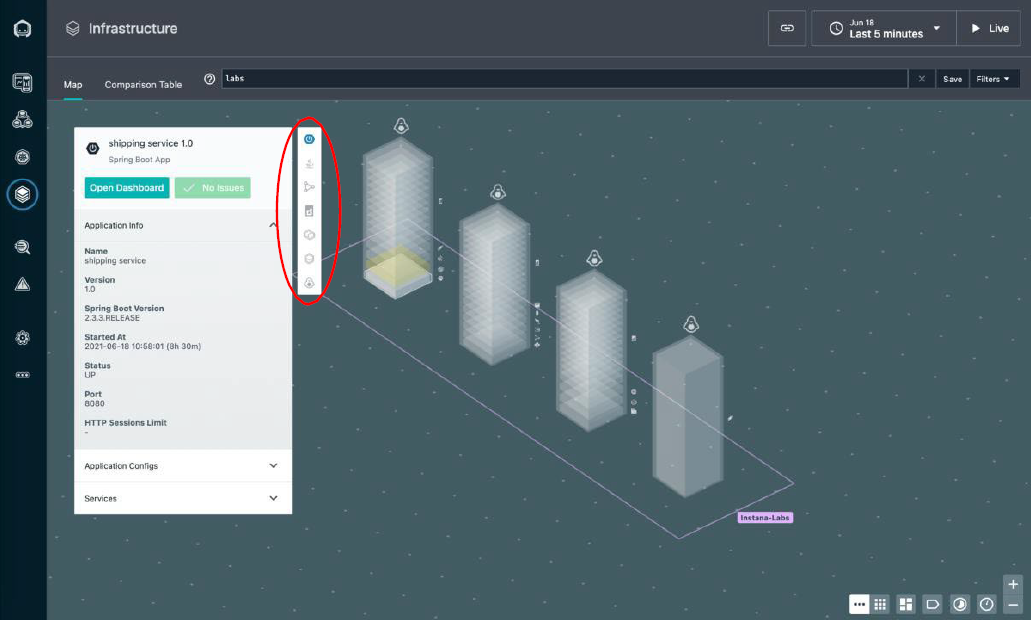 Infrastructure
Jun 18
Last 5 minutes
Live
Map
Comparison Table
labs
Save
Filters
shipping service 1.0
Spring Boot App
Open Dashboard
No Issues
Application Info
Name
shipping service
Version
1.0
Spring Boot Version
2.3.3.RELEASE
Started At
2021-06-18 10:58:01 (8h 30m)
Status
UP
Port
8080
HTTP Sessions Limit
-
Application Configs
Services
Instana-Labs